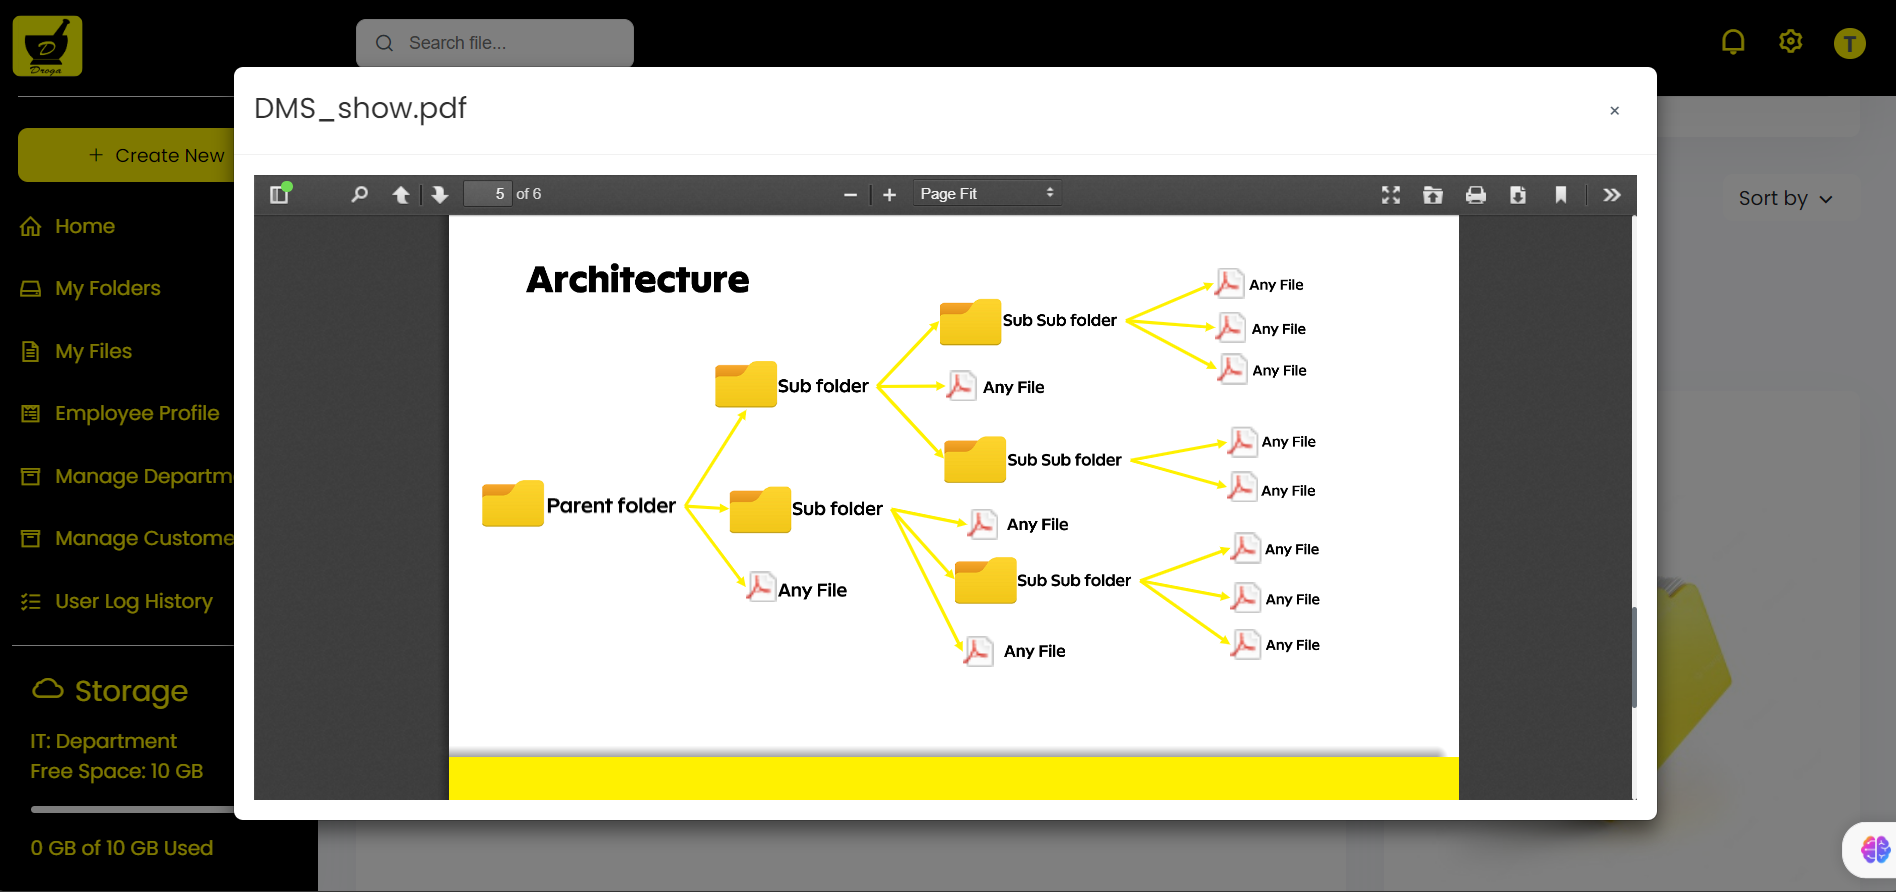 D
Droga
Search file...
T
DMS_show.pdf
×
+ Create New
5 of 6
Page Fit
Sort by
Home
My Folders
My Files
Employee Profile
Manage Departm
Manage Custome
User Log History
Storage
IT: Department
Free Space: 10 GB
0 GB of 10 GB Used
Architecture
Any File
Sub Sub folder
Any File
Any File
Sub folder
Any File
Any File
Sub Sub folder
Any File
Parent folder
Sub folder
Any File
Any File
Sub Sub folder
Any File
Any File
Any File
Any File